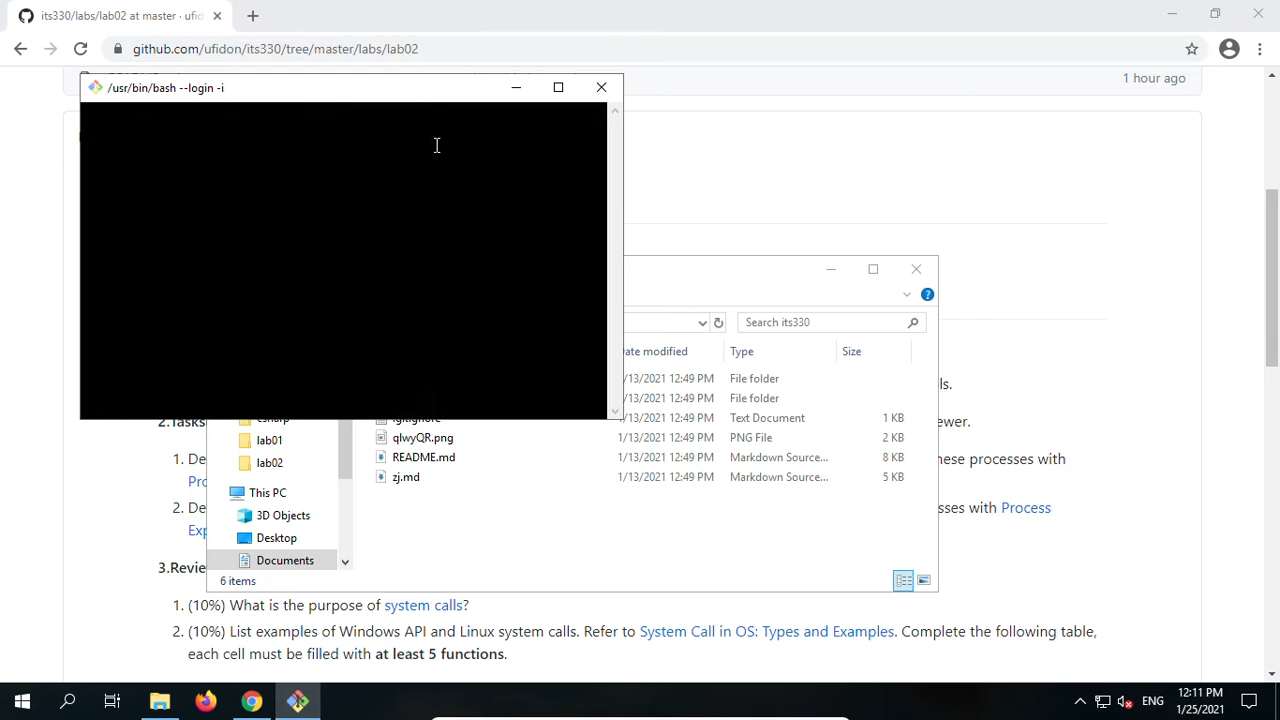 its330/labs/lab02 at master · ufid
github.com/ufidon/its330/tree/master/labs/lab02
1 hour ago
/usr/bin/bash --login -i
Search its330
Date modified
Type
Size
1/13/2021 12:49 PM File folder
1/13/2021 12:49 PM File folder
ls.
csharp
.gitignore
1/13/2021 12:49 PM Text Document 1 KB
2.Tasks
ewer.
lab01
qlwyQR.png 1/13/2021 12:49 PM PNG File 2 KB
1. De
README.md 1/13/2021 12:49 PM Markdown Source... 8 KB
hese processes with
lab02
Pro
zj.md 1/13/2021 12:49 PM Markdown Source... 5 KB
This PC
2. De
3D Objects
sses with Process
Exp
Desktop
Documents
3.Revie
6 items
1. (10%) What is the purpose of system calls?
2. (10%) List examples of Windows API and Linux system calls. Refer to System Call in OS: Types and Examples. Complete the following table,
each cell must be filled with at least 5 functions.
ENG
12:11 PM
1/25/2021